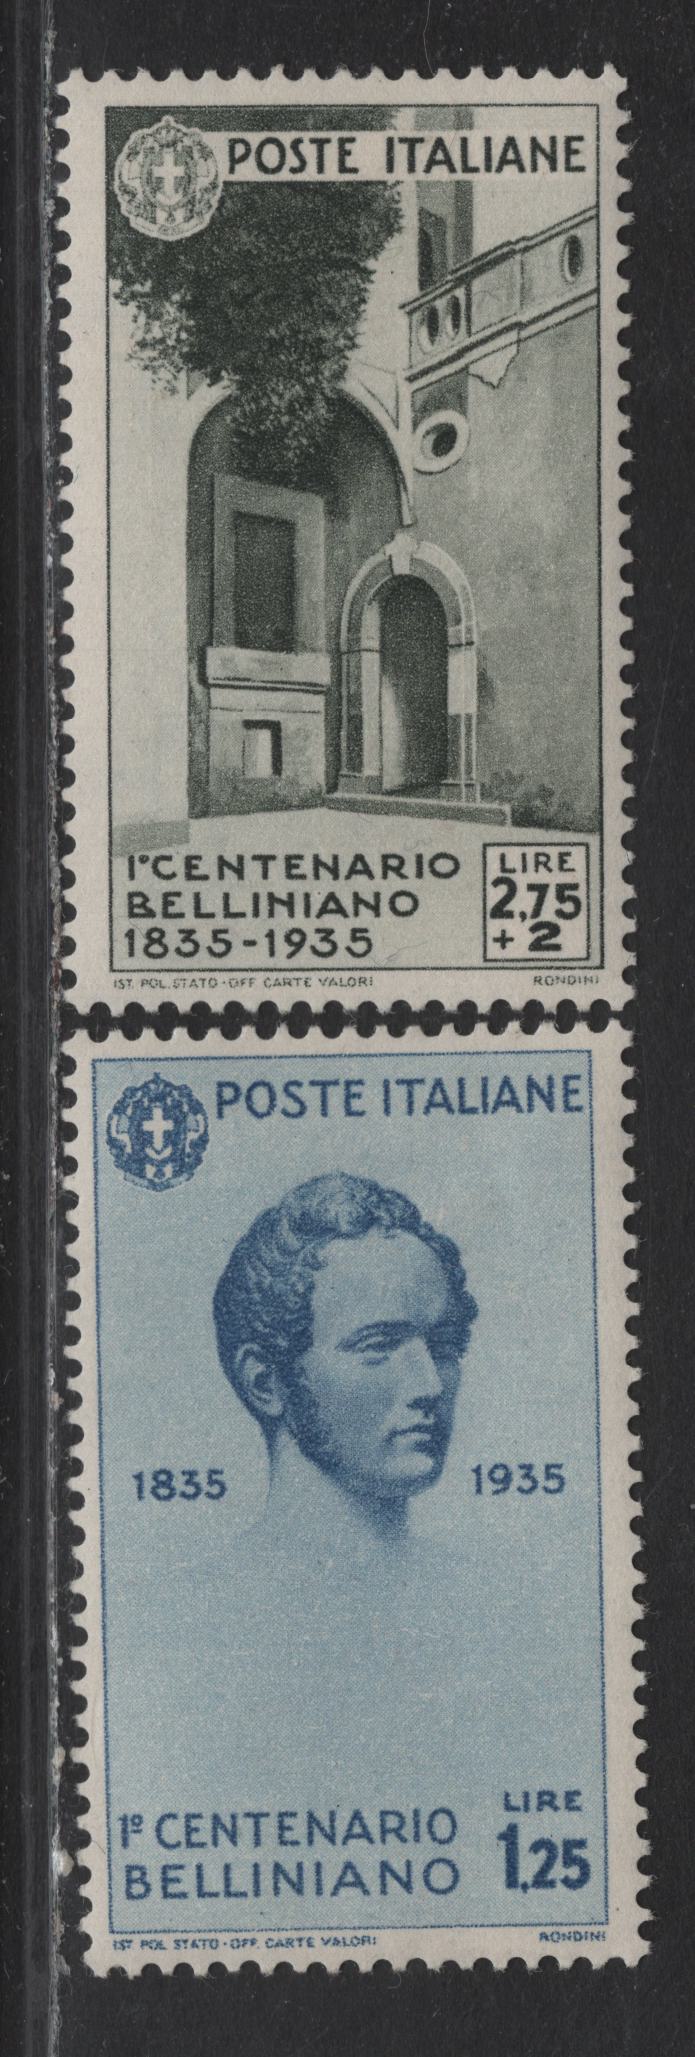 POSTE ITALIANE
I° CENTENARIO
BELLINIANO
1835-1935
LIRE
2,75
+2
IST. POL. STATO-OFF. CARTE VALORI
RONDINI
POSTE ITALIANE
1835
1935
1º CENTENARIO
BELLINIANO
LIRE
1,25
IST. POL. STATO-OFF. CARTE VALORI
RONDINI